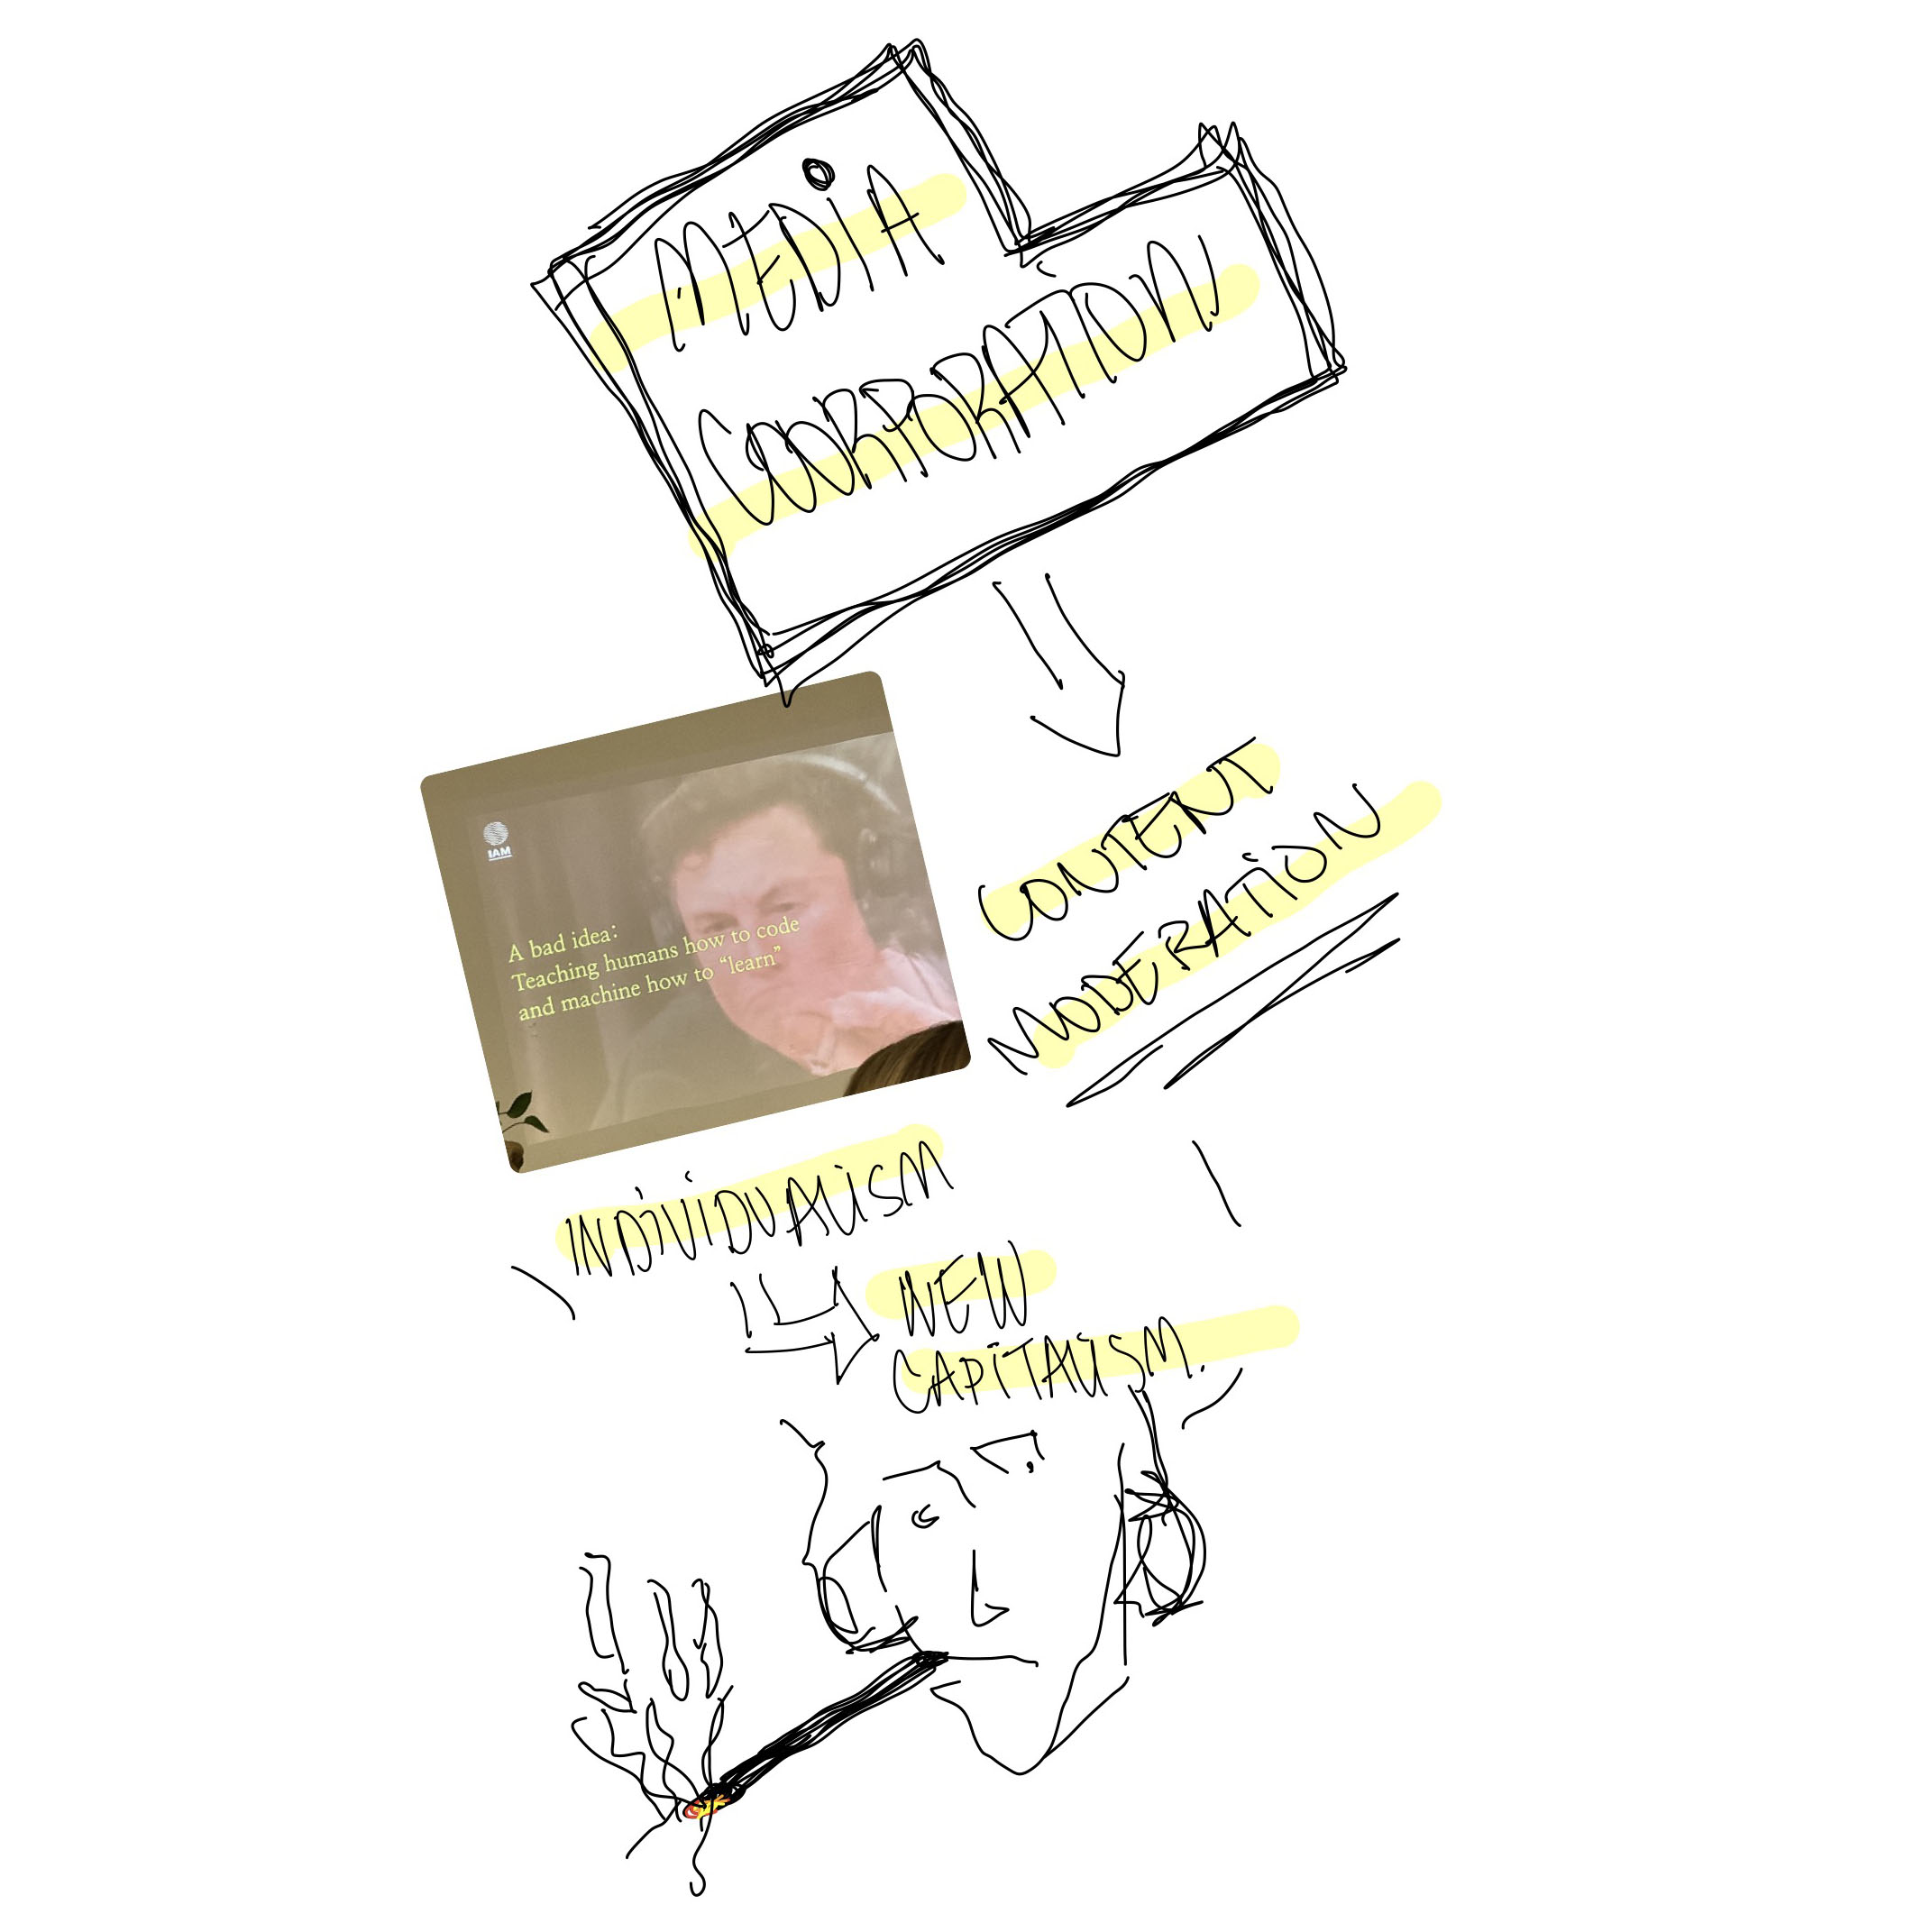 MEDIA
COORPORATION
CONTENT
MODERATION
IAM
A bad idea:
Teaching humans how to code
and machine how to “learn”
INDIVIDUALISM
NEW
CAPITALISM.